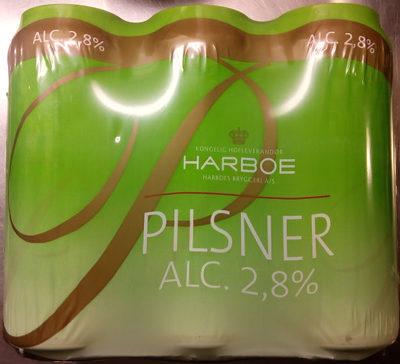 ALC. 2,8%
ALC. 2,8%
KONGELIG HOFLEVERANDØR
HARBOE
HARBOES BRYGGERI A/S
PILSNER
ALC. 2,8%